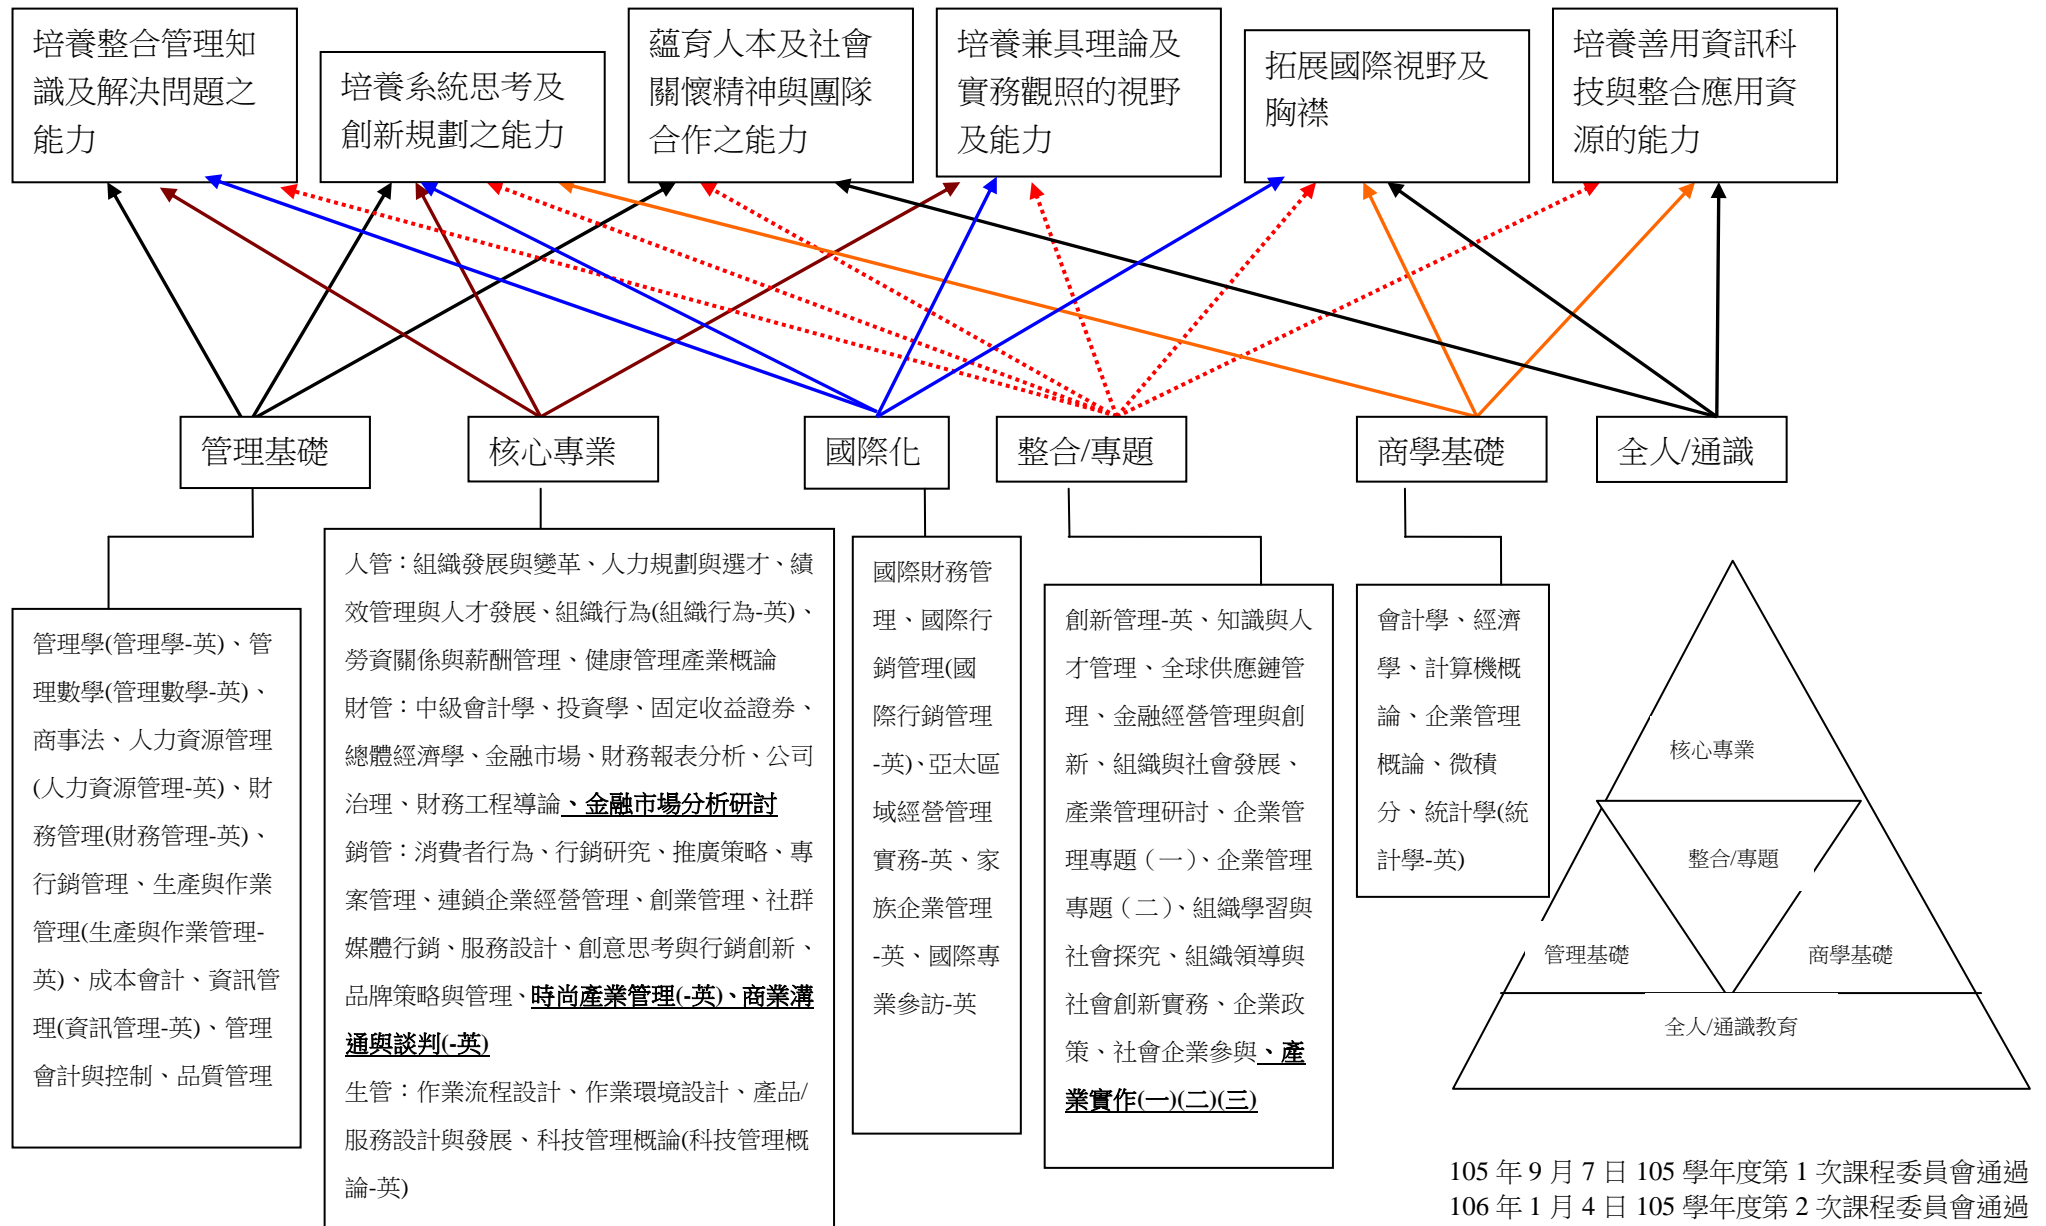 培養整合管理知
識及解決問題之
能力
培養系統思考及
創新規劃之能力
蘊育人本及社會
關懷精神與團隊
合作之能力
培養兼具理論及
實務觀照的視野
及能力
拓展國際視野及
胸襟
培養善用資訊科
技與整合應用資
源的能力
管理基礎
核心專業
國際化
整合/專題
商學基礎
全人/通識
管理學(管理學-英)、管
理數學(管理數學-英)、
商事法、人力資源管理
(人力資源管理-英)、財
務管理(財務管理-英)、
行銷管理、生產與作業
管理(生產與作業管理-
英)、成本會計、資訊管
理(資訊管理-英)、管理
會計與控制、品質管理
人管：組織發展與變革、人力規劃與選才、績
效管理與人才發展、組織行為(組織行為-英)、
勞資關係與薪酬管理、健康管理產業概論
財管：中級會計學、投資學、固定收益證券、
總體經濟學、金融市場、財務報表分析、公司
治理、財務工程導論、金融市場分析研討
銷管：消費者行為、行銷研究、推廣策略、專
案管理、連鎖企業經營管理、創業管理、社群
媒體行銷、服務設計、創意思考與行銷創新、
品牌策略與管理、時尚產業管理(-英)、商業溝
通與談判(-英)
生管：作業流程設計、作業環境設計、產品/
服務設計與發展、科技管理概論(科技管理概
論-英)
國際財務管
理、國際行
銷管理(國
際行銷管理
-英)、亞太區
域經營管理
實務-英、家
族企業管理
-英、國際專
業參訪-英
創新管理-英、知識與人
才管理、全球供應鏈管
理、金融經營管理與創
新、組織與社會發展、
產業管理研討、企業管
理專題（一）、企業管理
專題（二）、組織學習與
社會探究、組織領導與
社會創新實務、企業政
策、社會企業參與、產
業實作(一)(二)(三)
會計學、經濟
學、計算機概
論、企業管理
概論、微積
分、統計學(統
計學-英)
核心專業
整合/專題
管理基礎
商學基礎
全人/通識教育
105 年 9 月 7 日 105 學年度第 1 次課程委員會通過
106 年 1 月 4 日 105 學年度第 2 次課程委員會通過